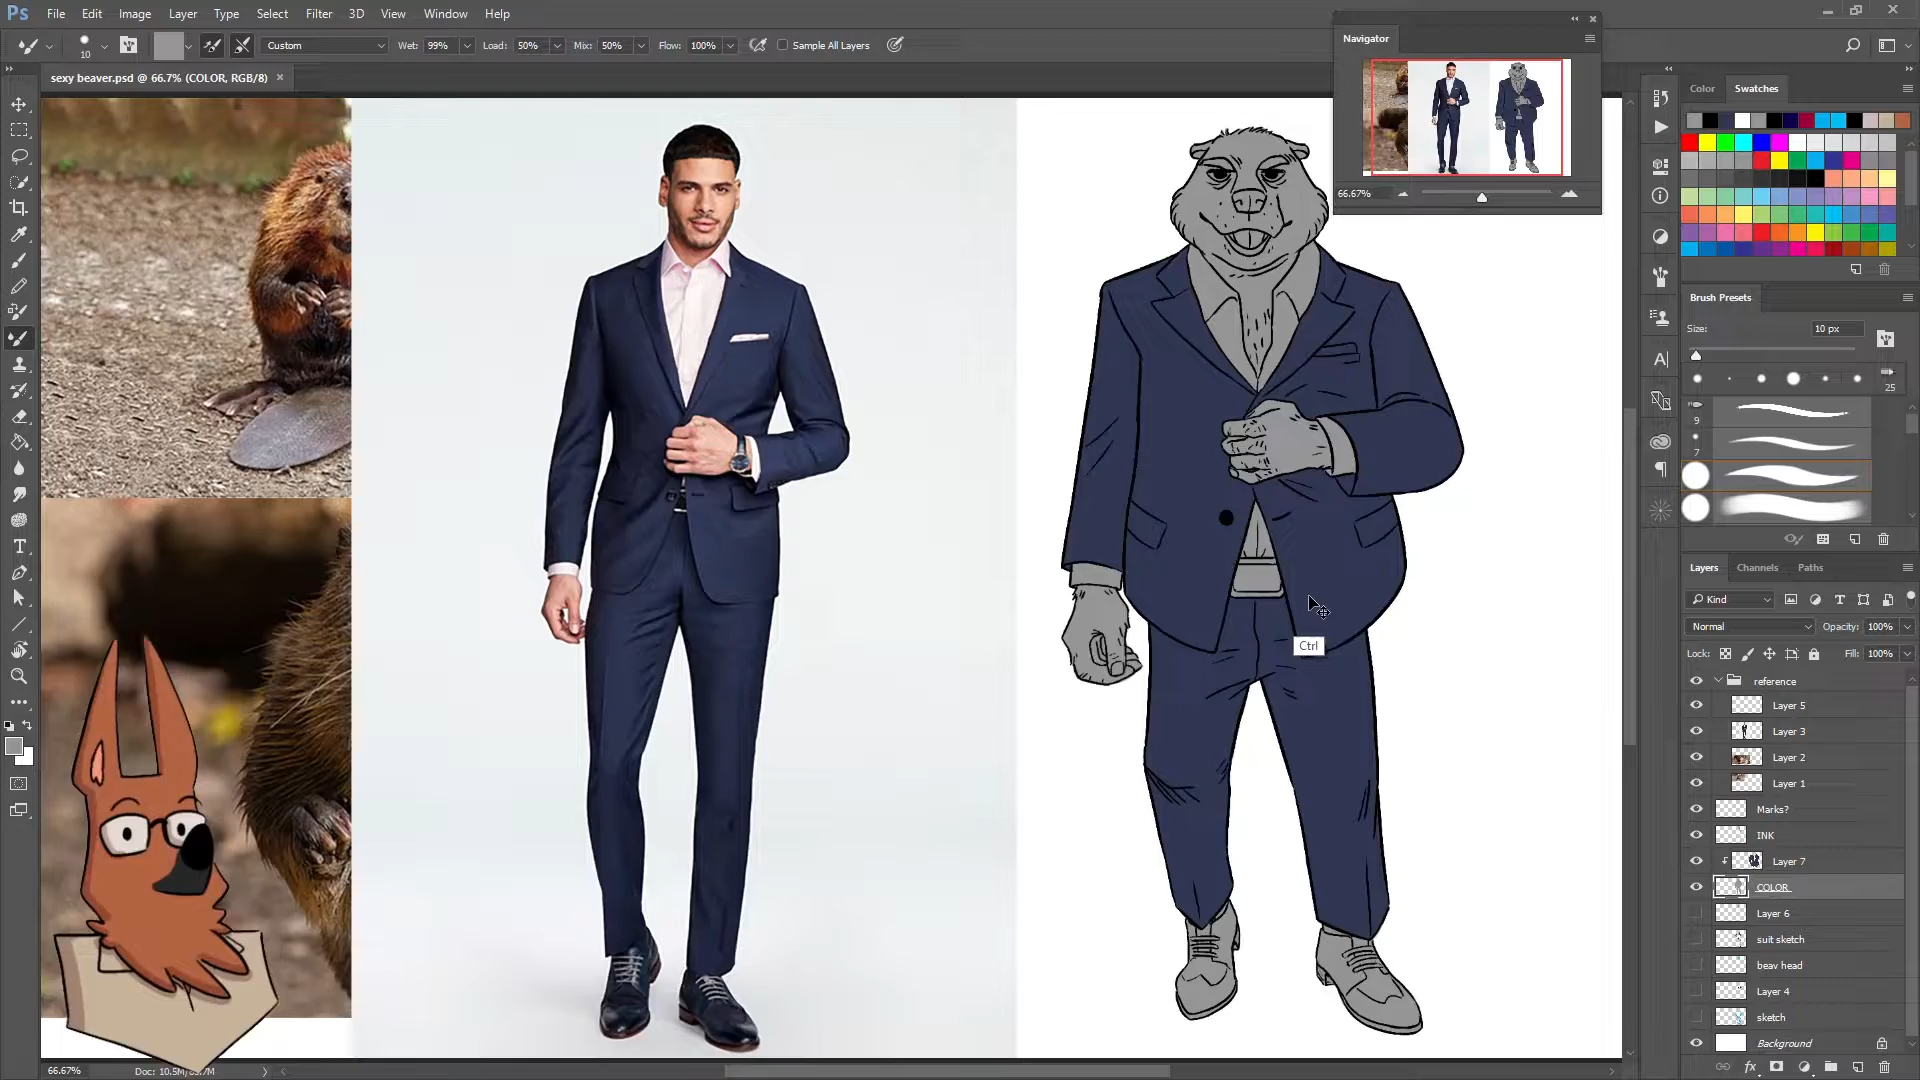 Ps File Edit Image Layer Type Select Filter 3D View Window Help
10 Custom Wet: 99% Load: 50% Mix: 50% Flow: 100% Sample All Layers
sexy beaver.psd @ 66.7% (COLOR, RGB/8) ×
Navigator
66.67%
Color Swatches
Brush Presets
Size: 10 px
25
9
7
Layers Channels Paths
Kind
Normal Opacity: 100%
Lock: Fill: 100%
reference
Layer 5
Layer 3
Layer 2
Layer 1
Marks?
INK
Layer 7
COLOR
Layer 6
suit sketch
beav head
Layer 4
sketch
Background
Ctrl
66.67%